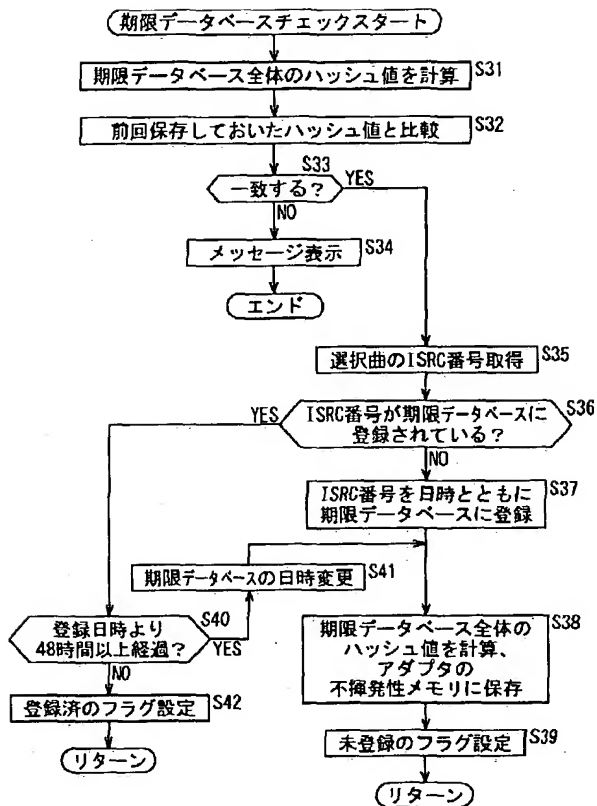 期限データベースチェックスタート
期限データベース全体のハッシュ値を計算
S31
前回保存しておいたハッシュ値と比較
S32
S33
一致する?
YES
NO
メッセージ表示
S34
エンド
選択曲のISRC番号取得
S35
YES
ISRC番号が期限データベースに
登録されている?
S36
NO
ISRC番号を日時とともに
期限データベースに登録
S37
期限データベースの日時変更
S41
登録日時より
48時間以上経過?
S40
YES
NO
期限データベース全体の
ハッシュ値を計算、
アダプタの
不揮発性メモリに保存
S38
登録済のフラグ設定
S42
未登録のフラグ設定
S39
リターン
リターン